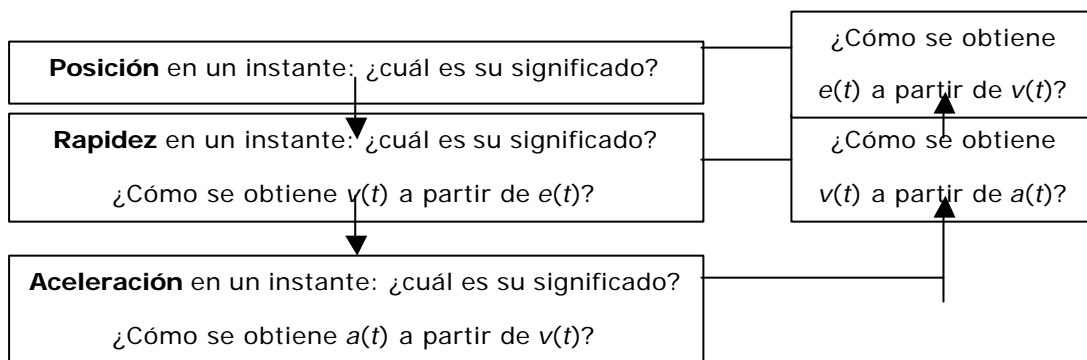 Posición en un instante: ¿cuál es su significado?
Rapidez en un instante: ¿cuál es su significado?
¿Cómo se obtiene v(t) a partir de e(t)?
Aceleración en un instante: ¿cuál es su significado?
¿Cómo se obtiene a(t) a partir de v(t)?
¿Cómo se obtiene
e(t) a partir de v(t)?
¿Cómo se obtiene
v(t) a partir de a(t)?